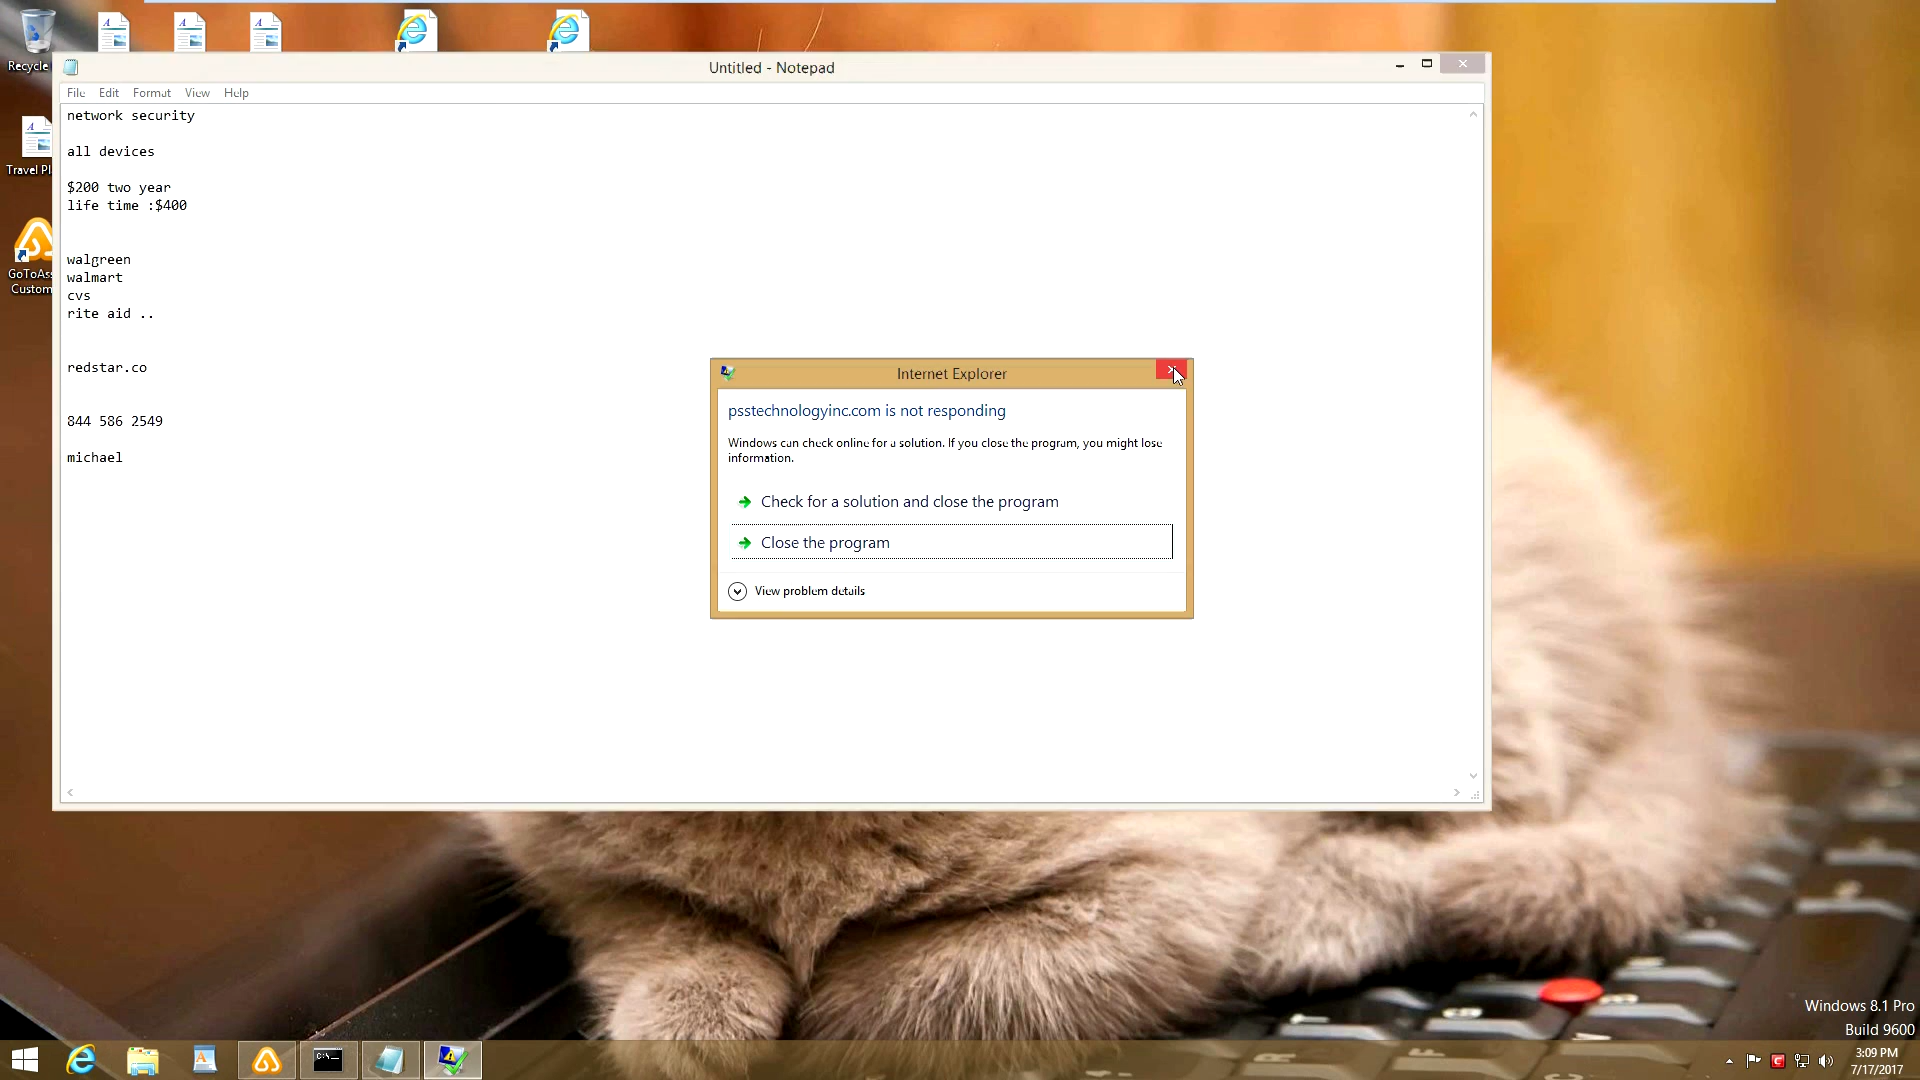 Recycle
Travel Pl
GoToAss
Custom
Untitled - Notepad
File Edit Format View Help
network security
all devices
$200 two year
life time :$400
walgreen
walmart
cvs
rite aid ..
redstar.co
844 586 2549
michael
Internet Explorer
psstechnologyinc.com is not responding
Windows can check online for a solution. If you close the program, you might lose
information.
Check for a solution and close the program
Close the program
View problem details
Windows 8.1 Pro
Build 9600
3:09 PM
7/17/2017